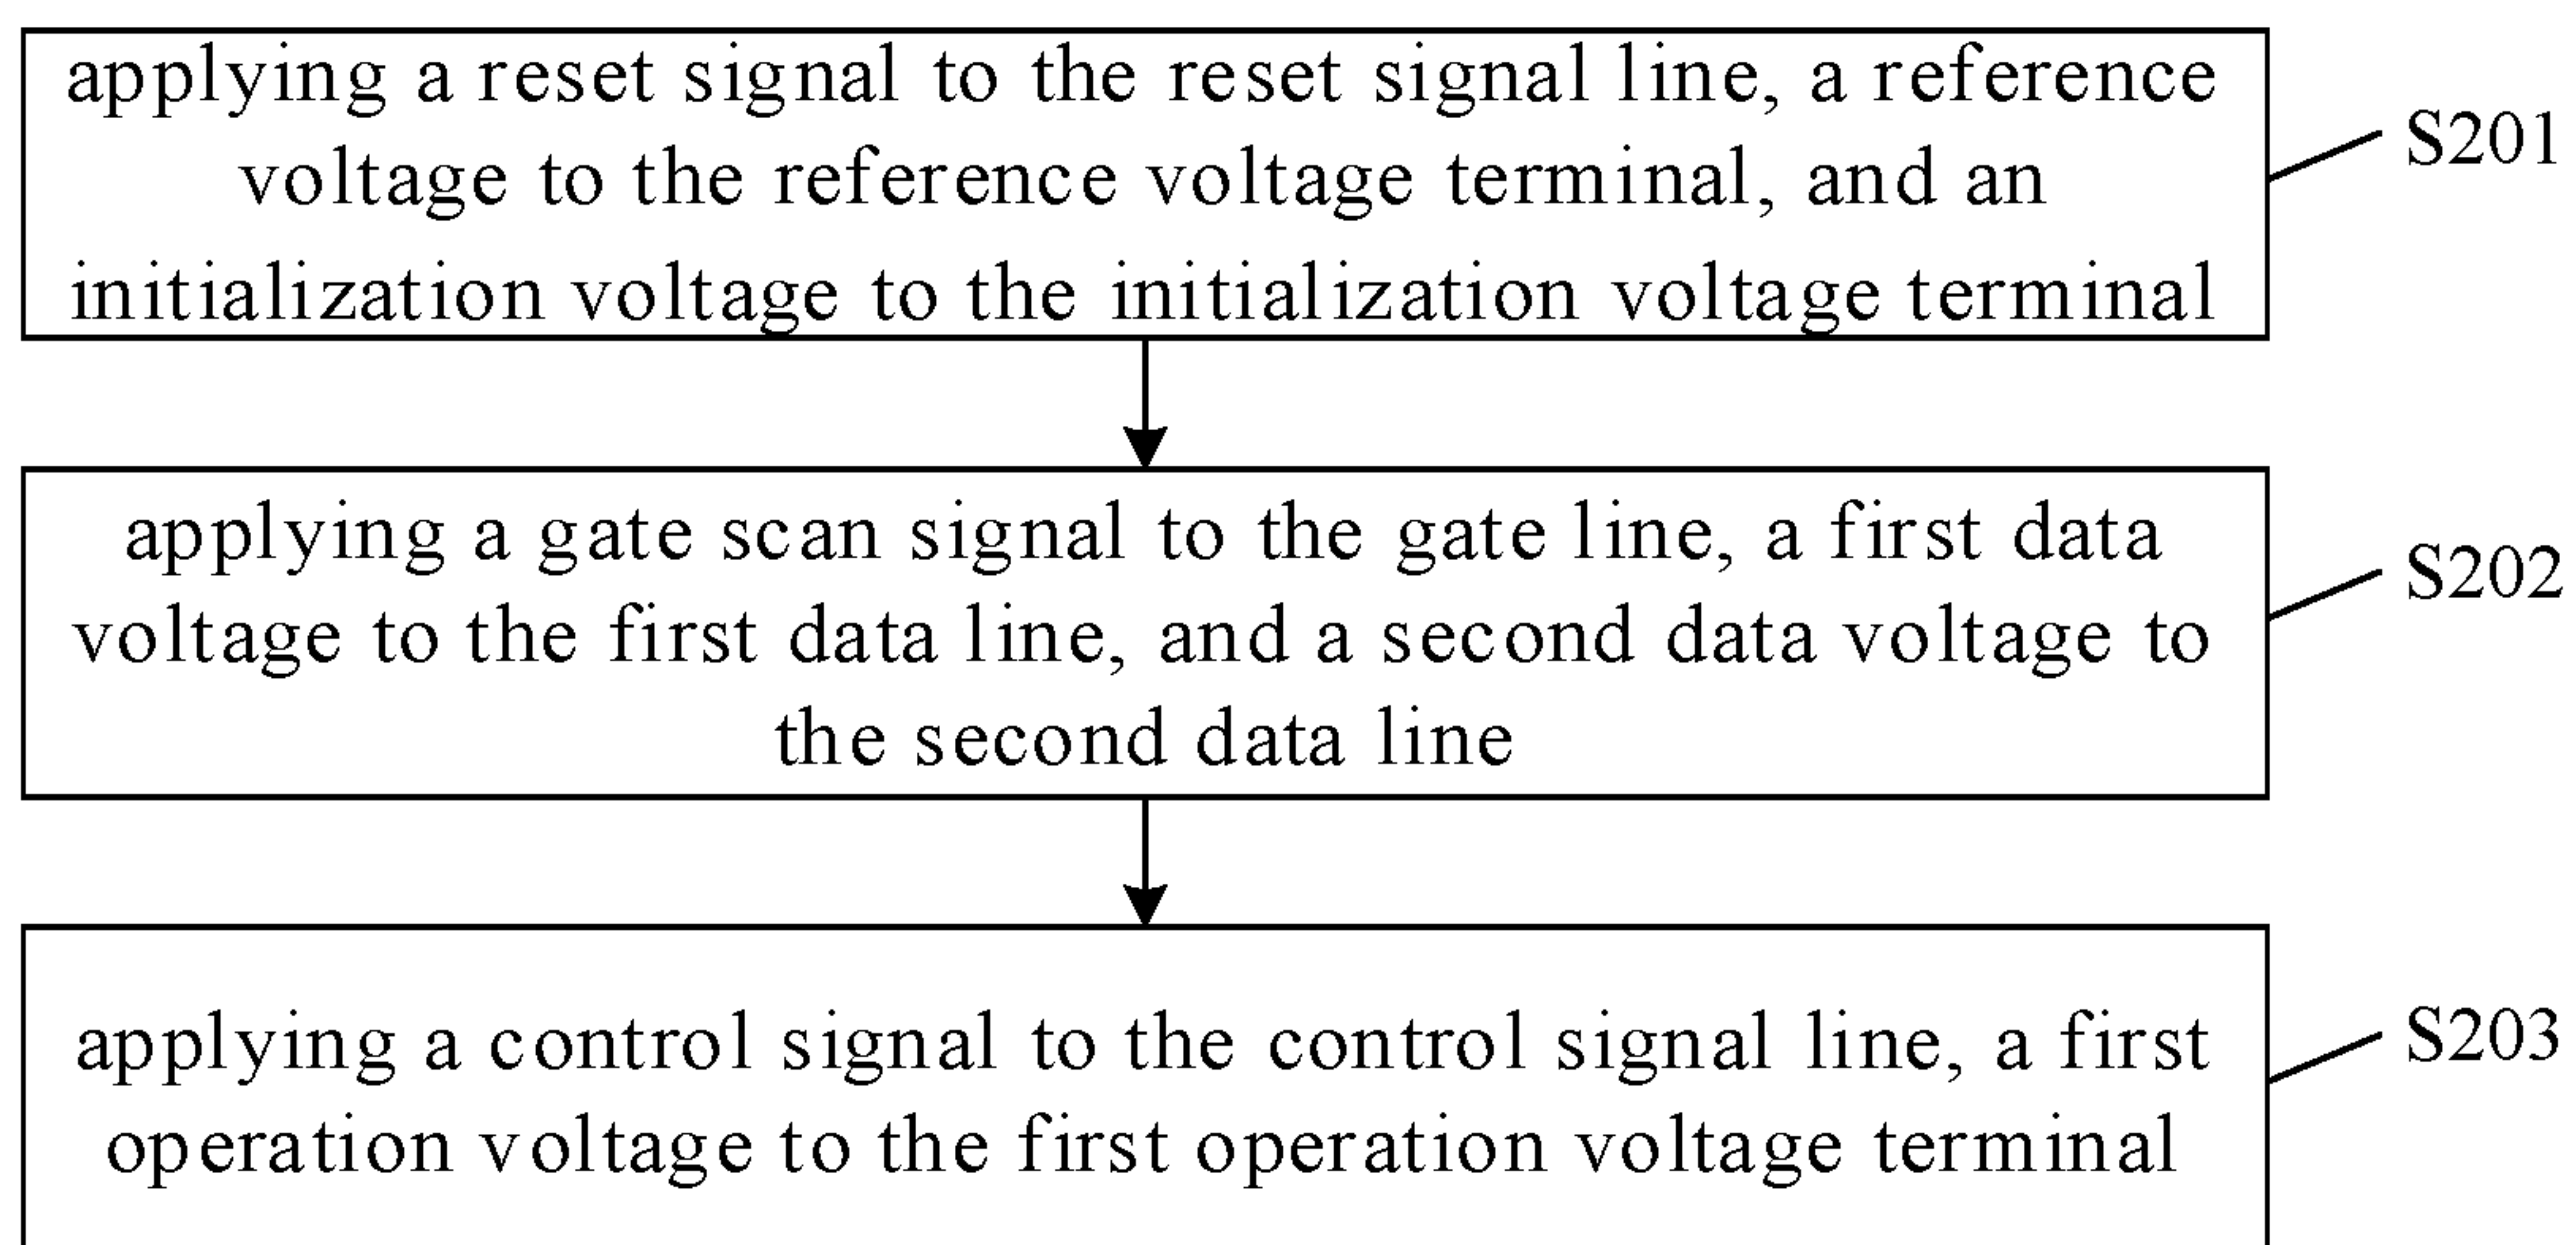 applying a reset signal to the reset signal line, a reference
voltage to the reference voltage terminal, and an
initialization voltage to the initialization voltage terminal
S201
applying a gate scan signal to the gate line, a first data
voltage to the first data line, and a second data voltage to
the second data line
S202
applying a control signal to the control signal line, a first
operation voltage to the first operation voltage terminal
S203